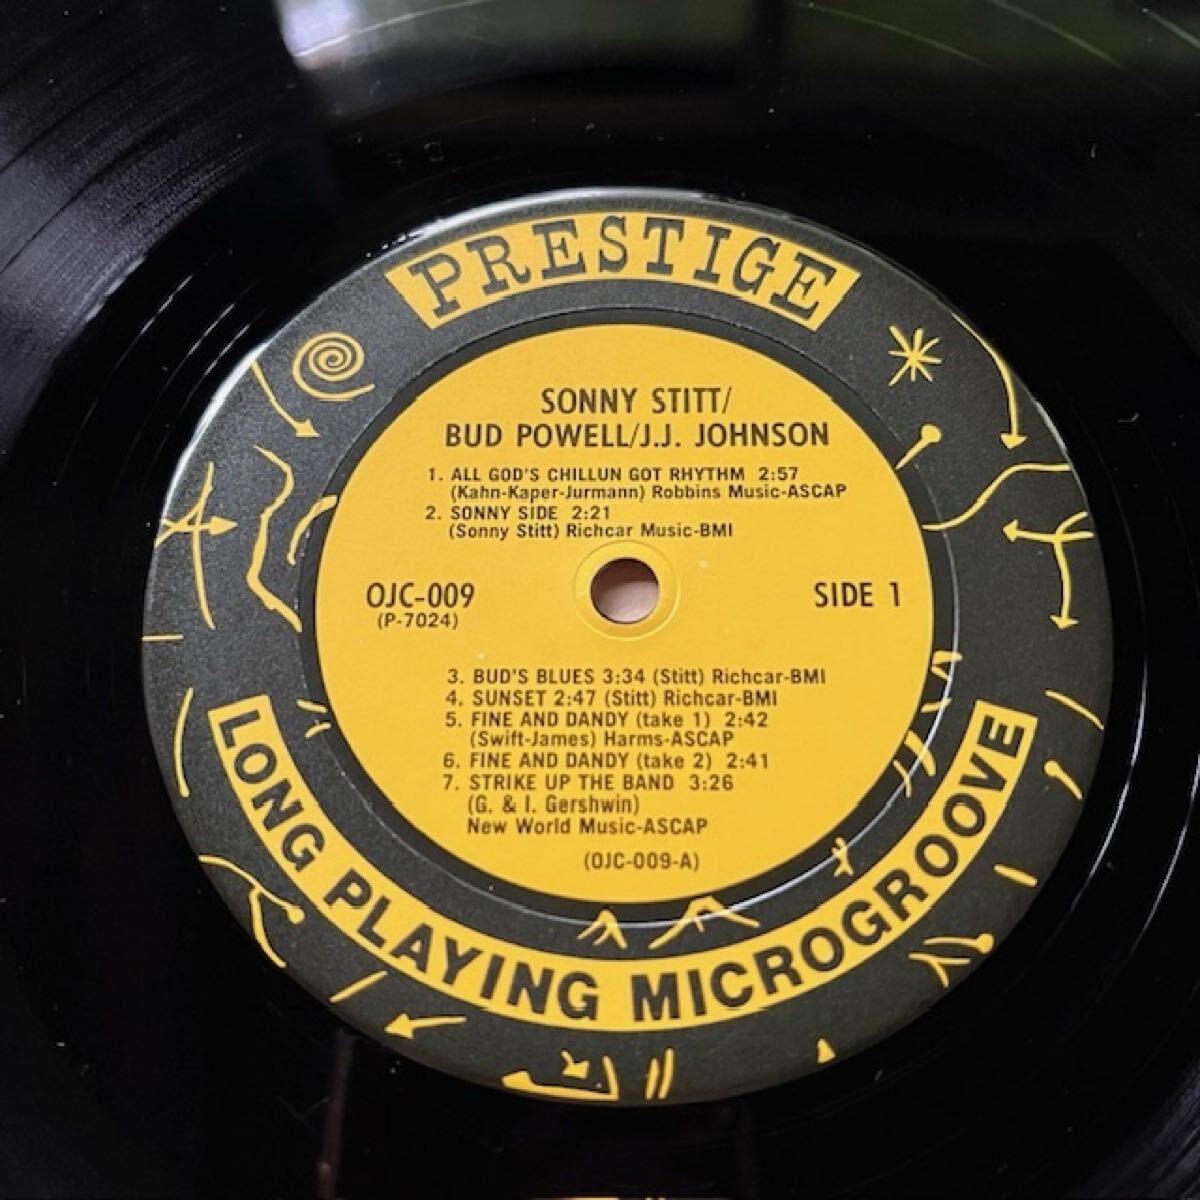 PRESTIGE
SONNY STITT/
BUD POWELL/J.J. JOHNSON
1. ALL GOD'S CHILLUN GOT RHYTHM 2:57
(Kahn-Kaper-Jurmann) Robbins Music-ASCAP
2. SONNY SIDE 2:21
(Sonny Stitt) Richcar Music-BMI
OJC-009
(P-7024)
SIDE 1
3. BUD'S BLUES 3:34 (Stitt) Richcar-BMI
4. SUNSET 2:47 (Stitt) Richcar-BMI
5. FINE AND DANDY (take 1) 2:42
(Swift-James) Harms-ASCAP
6. FINE AND DANDY (take 2) 2:41
7. STRIKE UP THE BAND 3:26
(G. & I. Gershwin)
New World Music-ASCAP
(OJC-009-A)
LONG PLAYING MICROGROOVE